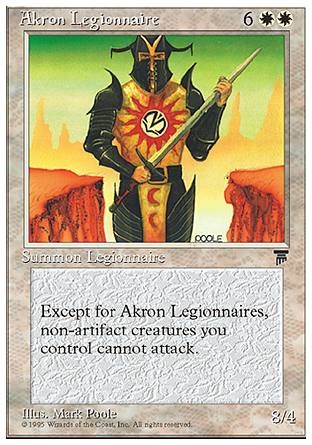 Akron Legionnaire 6
POOLE
Summon Legionnaire
Except for Akron Legionnaires,
non-artifact creatures you
control cannot attack.
Illus. Mark Poole
©1995 Wizards of the Coast, Inc. All rights reserved.
8/4